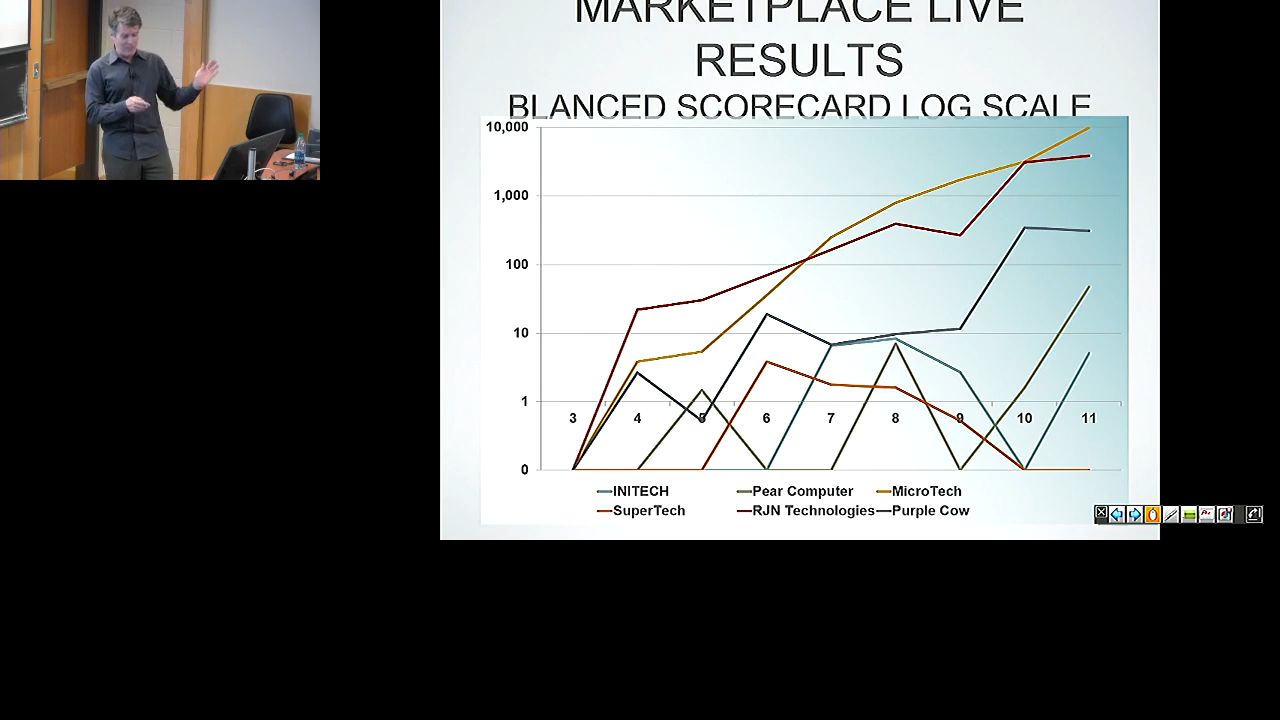 MARKETPLACE LIVE
RESULTS
BLANCED SCORECARD LOG SCALE
10,000
1,000
100
10
1
0
3 4 5 6 7 8 9 10 11
INITECH Pear Computer MicroTech
SuperTech RJN Technologies Purple Cow